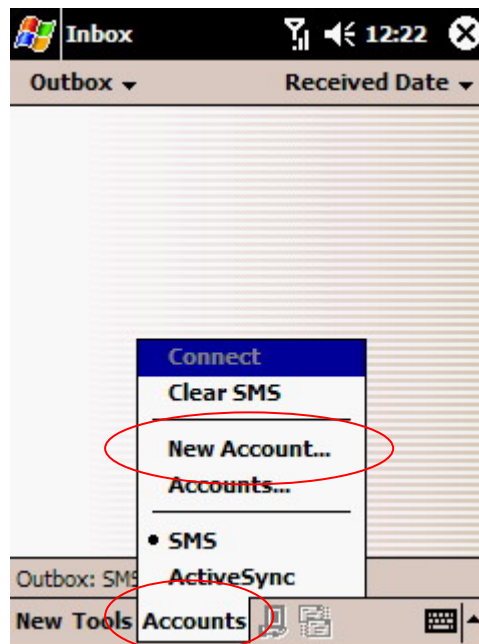 Inbox 12:22
Outbox Received Date
Connect
Clear SMS
New Account...
Accounts...
SMS
Outbox: SMS ActiveSync
New Tools Accounts